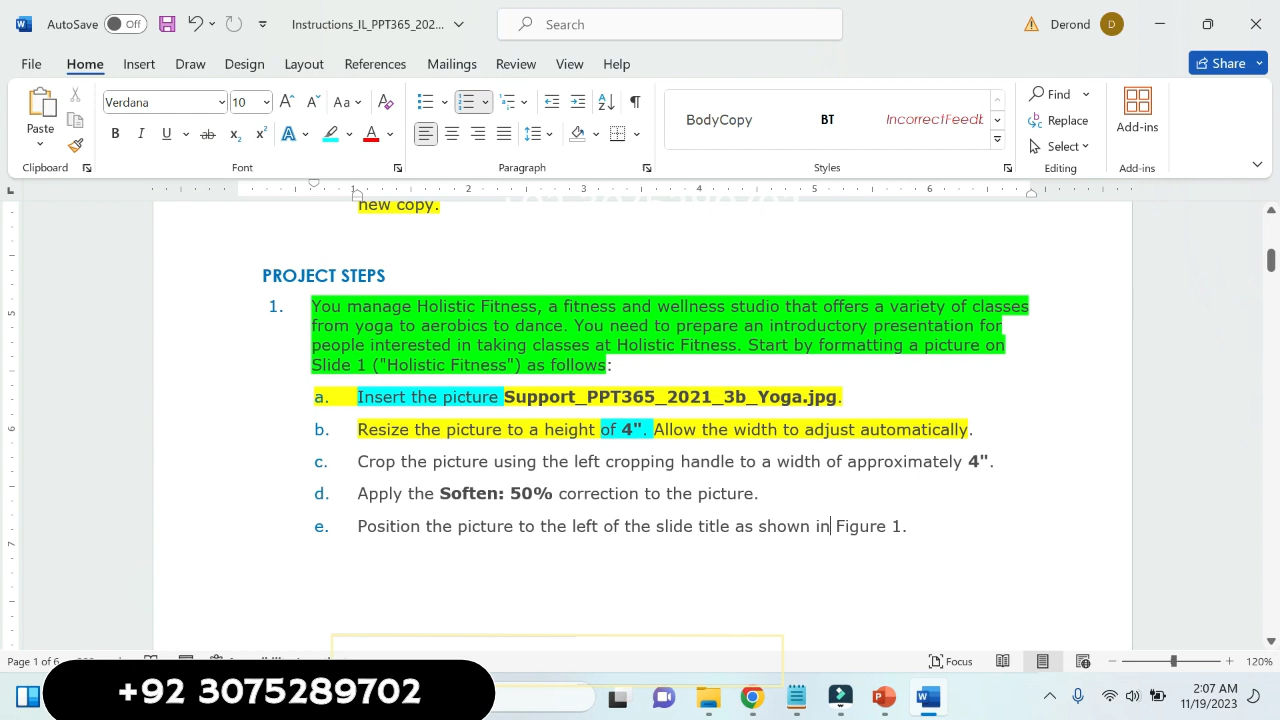 AutoSave Off Instructions_IL_PPT365_202... Search Derond
File Home Insert Draw Design Layout References Mailings Review View Help Share
Paste Verdana 10 Aa BodyCopy BT IncorrectFeedb Find Replace Select Add-ins
Clipboard Font Paragraph Styles Editing Add-ins
1 2 3 4 5 6
new copy.
PROJECT STEPS
1. You manage Holistic Fitness, a fitness and wellness studio that offers a variety of classes
from yoga to aerobics to dance. You need to prepare an introductory presentation for
people interested in taking classes at Holistic Fitness. Start by formatting a picture on
Slide 1 ("Holistic Fitness") as follows:
a. Insert the picture Support_PPT365_2021_3b_Yoga.jpg.
b. Resize the picture to a height of 4". Allow the width to adjust automatically.
c. Crop the picture using the left cropping handle to a width of approximately 4".
d. Apply the Soften: 50% correction to the picture.
e. Position the picture to the left of the slide title as shown in Figure 1.
Page 1 of 6 Focus 120%
+92 3075289702
2:07 AM
11/19/2023